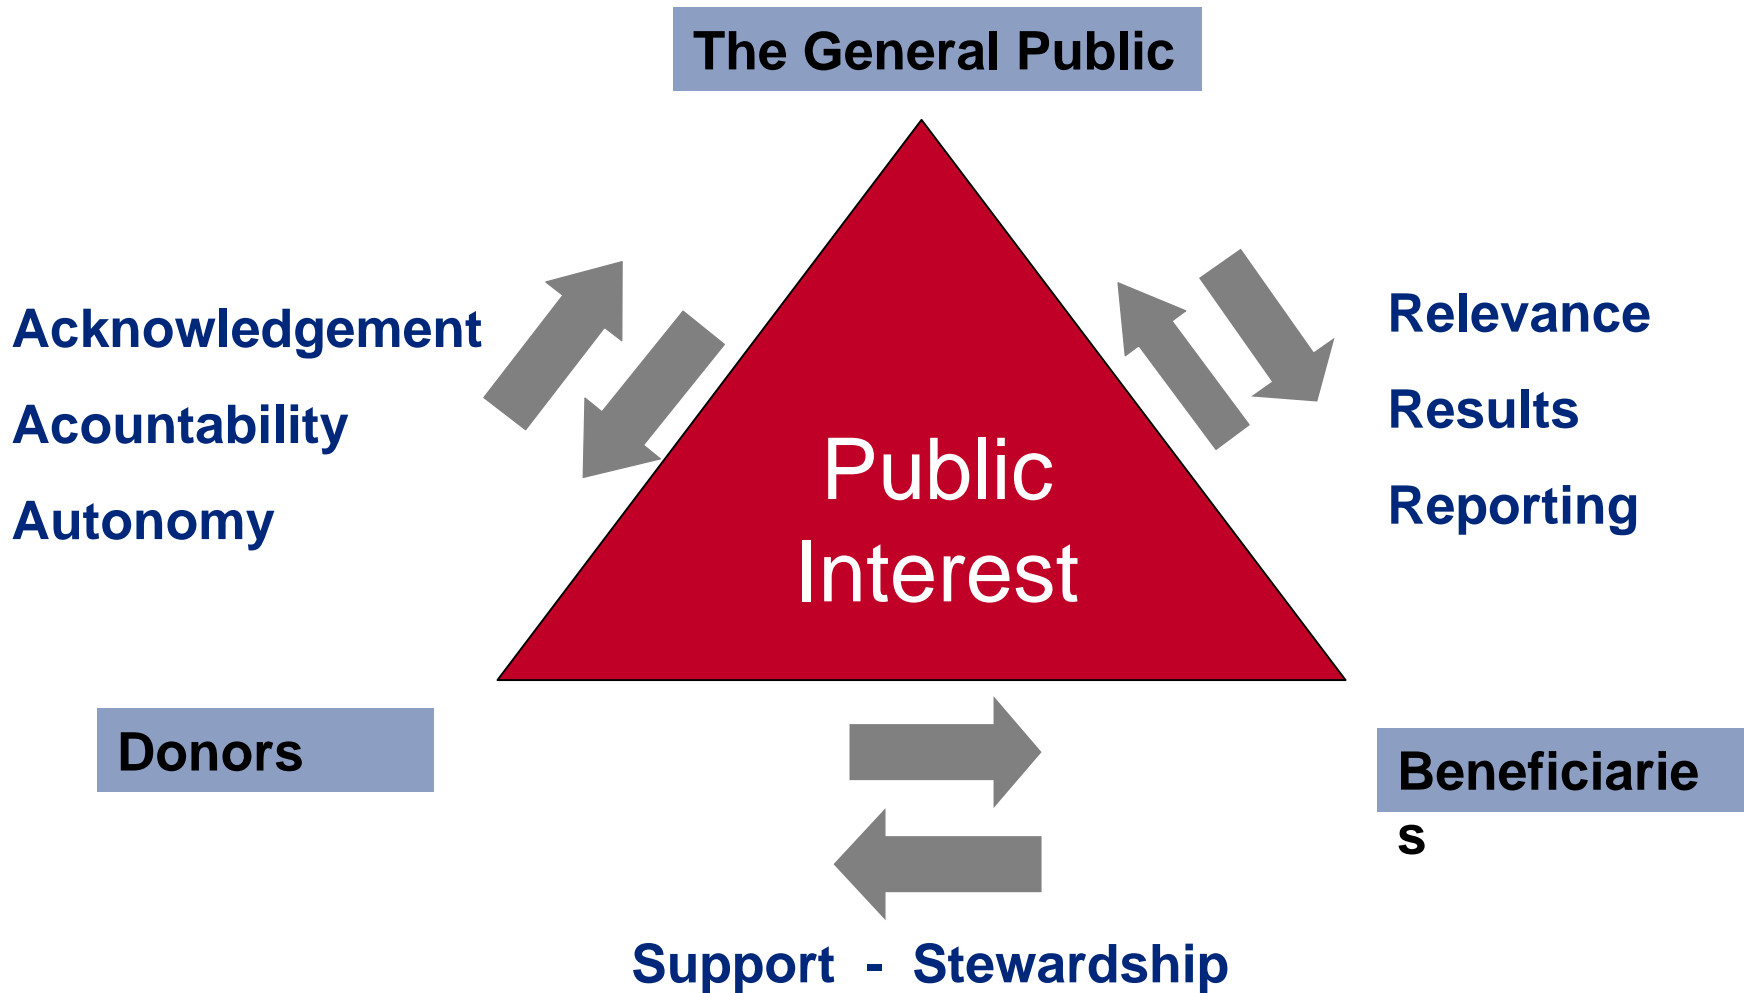 The General Public
Acknowledgement
Acountability
Autonomy
Relevance
Results
Reporting
Public
Interest
Donors
Beneficiarie
s
Support - Stewardship